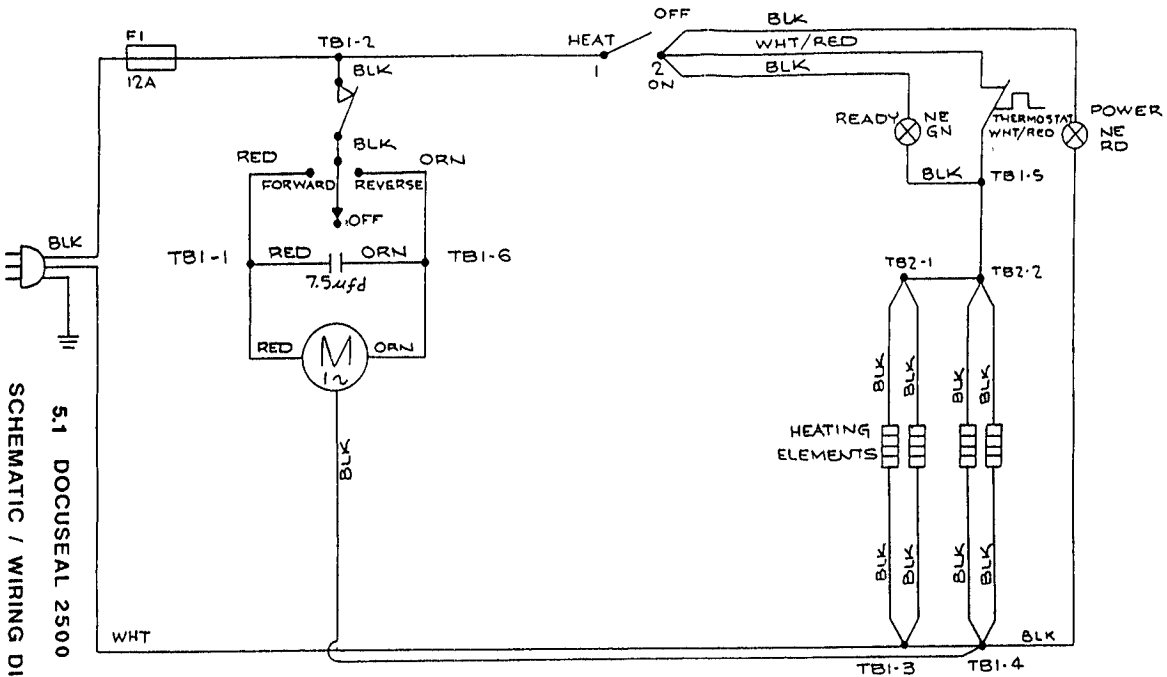 OFF
BLK
F1
TB1-2
HEAT
WHT/RED
12A
BLK
1
2
ON
BLK
READY
NE
GN
THERMOSTAT
WHT/RED
POWER
NE
RD
BLK
RED
ORN
FORWARD
REVERSE
BLK
TB1-5
OFF
BLK
TB1-1
RED
ORN
TB1-6
7.5µfd
TB2-1
TB2-2
RED
M
1~
ORN
BLK
BLK
BLK
BLK
HEATING
ELEMENTS
BLK
BLK
BLK
BLK
BLK
WHT
BLK
TB1-3
TB1-4
5.1 DOCUSEAL 2500
SCHEMATIC / WIRING DI